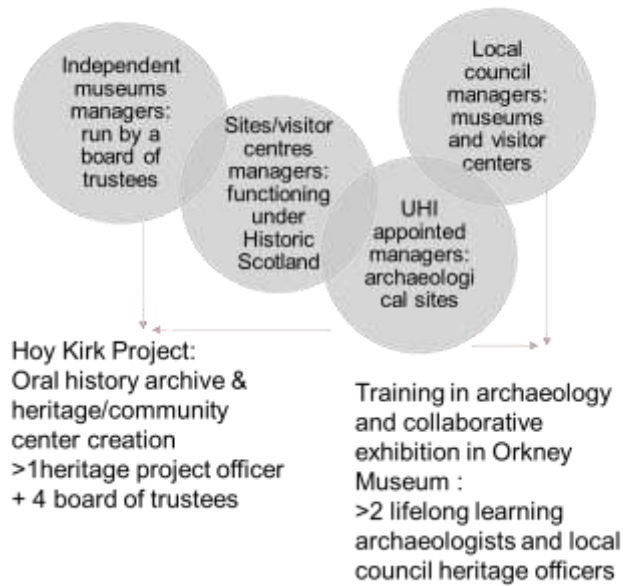 Independent
museums
managers:
run by a
board of
trustees
Sites/visitor
centres
managers:
functioning
under
Historic
Scotland
UHI
appointed
managers:
archaeologi
cal sites
Local
council
managers:
museums
and visitor
centers
Hoy Kirk Project:
Oral history archive &
heritage/community
center creation
>1heritage project officer
+ 4 board of trustees
Training in archaeology
and collaborative
exhibition in Orkney
Museum :
>2 lifelong learning
archaeologists and local
council heritage officers